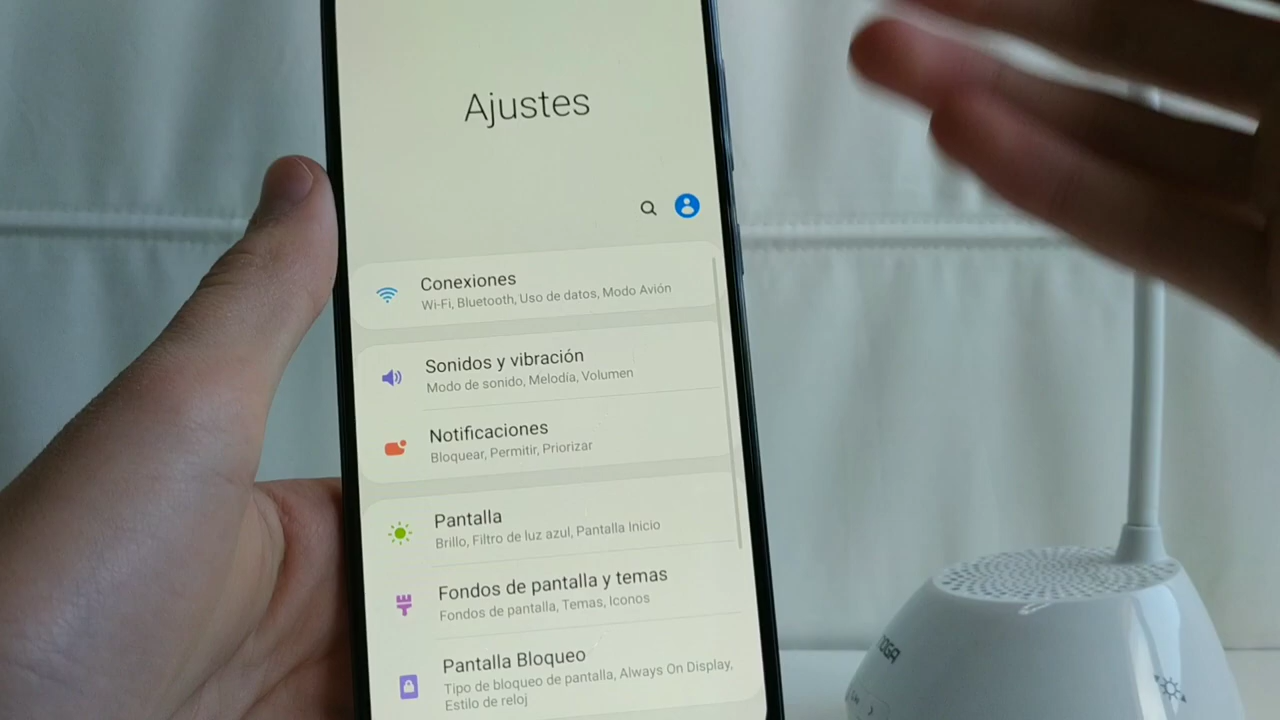 Ajustes
Conexiones
Wi-Fi, Bluetooth, Uso de datos, Modo Avión
Sonidos y vibración
Modo de sonido, Melodía, Volumen
Notificaciones
Bloquear, Permitir, Priorizar
Pantalla
Brillo, Filtro de luz azul, Pantalla Inicio
Fondos de pantalla y temas
Fondos de pantalla, Temas, Iconos
Pantalla Bloqueo
Tipo de bloqueo de pantalla, Always On Display,
Estilo de reloj